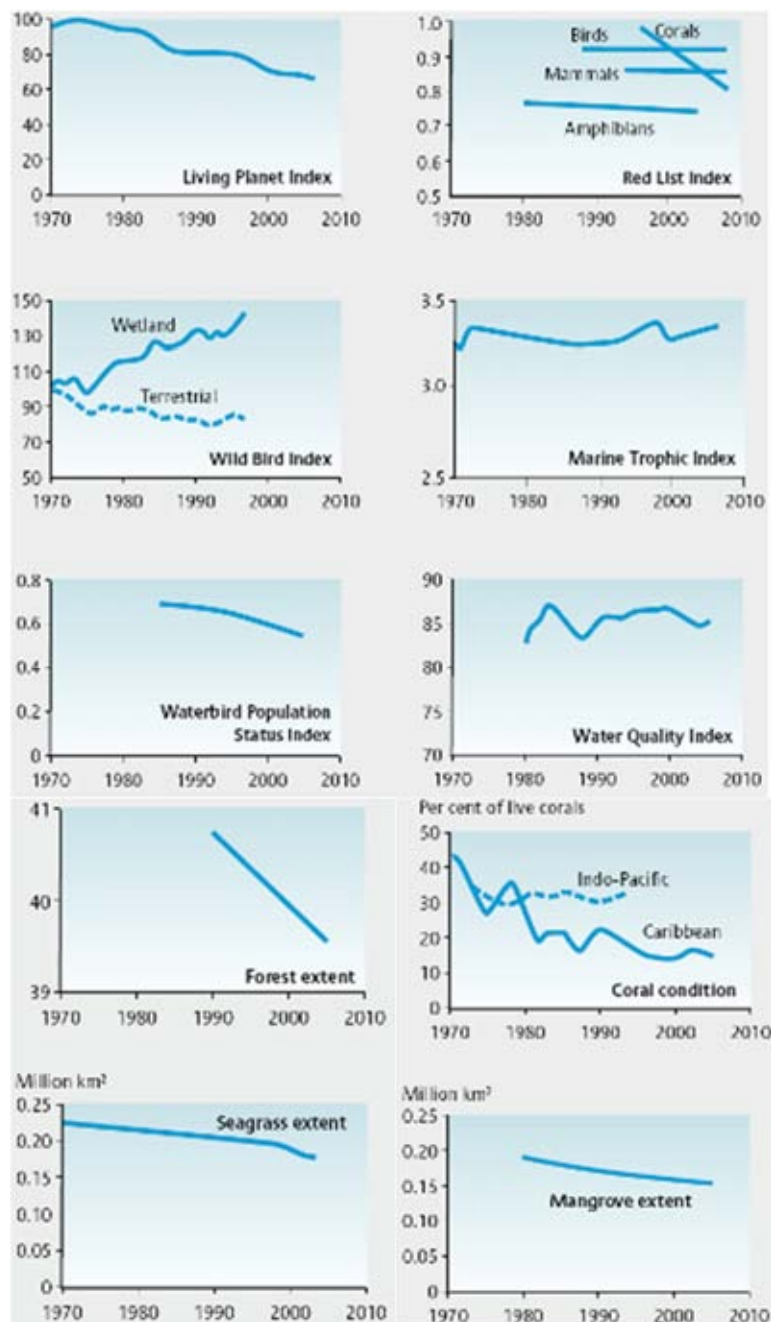 100
80
60
40
20
0
Living Planet Index
1970 1980 1990 2000 2010
1.0
0.9
0.8
0.7
0.6
0.5
Birds
Corals
Mammals
Amphibians
Red List Index
1970 1980 1990 2000 2010
150
130
110
90
70
50
Wetland
Terrestrial
Wild Bird Index
1970 1980 1990 2000 2010
3.5
3.0
2.5
Marine Trophic Index
1970 1980 1990 2000 2010
0.8
0.6
0.4
0.2
0
Waterbird Population
Status Index
1970 1980 1990 2000 2010
90
85
80
75
70
Water Quality Index
1970 1980 1990 2000 2010
41
40
39
Forest extent
1970 1980 1990 2000 2010
Per cent of live corals
50
40
30
20
10
0
Indo-Pacific
Caribbean
Coral condition
1970 1980 1990 2000 2010
Million km²
0.25
0.20
0.15
0.10
0.05
0
Seagrass extent
1970 1980 1990 2000 2010
Million km²
0.25
0.20
0.15
0.10
0.05
0
Mangrove extent
1970 1980 1990 2000 2010